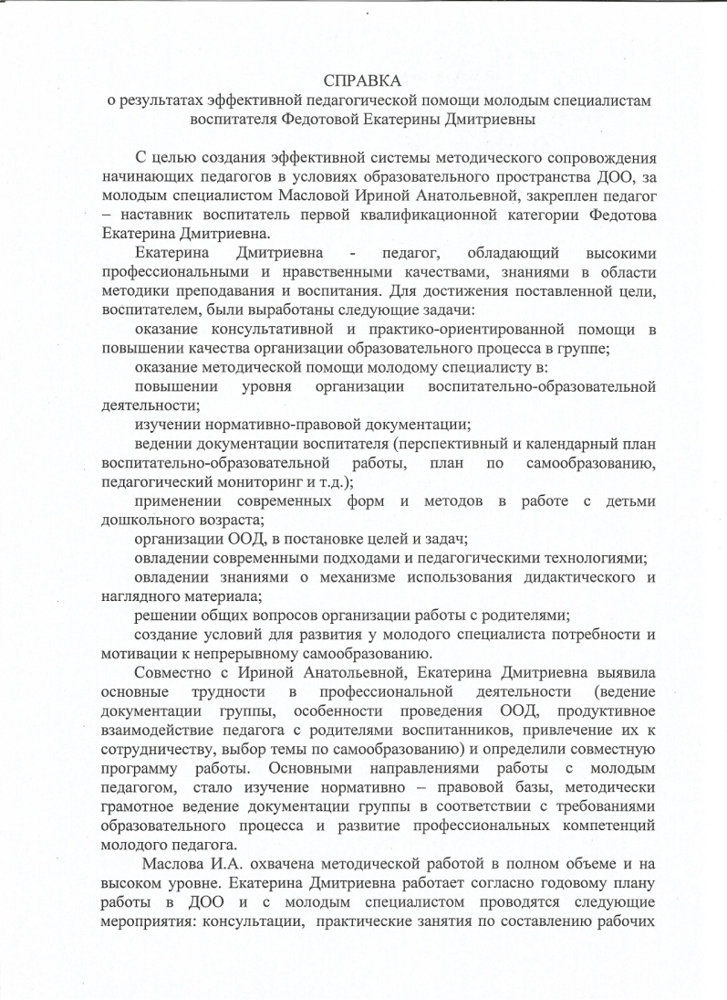 СПРАВКА
о результатах эффективной педагогической помощи молодым специалистам
воспитателя Федотовой Екатерины Дмитриевны
С целью создания эффективной системы методического сопровождения
начинающих педагогов в условиях образовательного пространства ДОО, за
молодым специалистом Масловой Ириной Анатольевной, закреплен педагог
– наставник воспитатель первой квалификационной категории Федотова
Екатерина Дмитриевна.
Екатерина Дмитриевна - педагог, обладающий высокими
профессиональными и нравственными качествами, знаниями в области
методики преподавания и воспитания. Для достижения поставленной цели,
воспитателем, были выработаны следующие задачи:
оказание консультативной и практико-ориентированной помощи в
повышении качества организации образовательного процесса в группе;
оказание методической помощи молодому специалисту в:
повышении уровня организации воспитательно-образовательной
деятельности;
изучении нормативно-правовой документации;
ведении документации воспитателя (перспективный и календарный план
воспитательно-образовательной работы, план по самообразованию,
педагогический мониторинг и т.д.);
применении современных форм и методов в работе с детьми
дошкольного возраста;
организации ООД, в постановке целей и задач;
овладении современными подходами и педагогическими технологиями;
овладении знаниями о механизме использования дидактического и
наглядного материала;
решении общих вопросов организации работы с родителями;
создание условий для развития у молодого специалиста потребности и
мотивации к непрерывному самообразованию.
Совместно с Ириной Анатольевной, Екатерина Дмитриевна выявила
основные трудности в профессиональной деятельности (ведение
документации группы, особенности проведения ООД, продуктивное
взаимодействие педагога с родителями воспитанников, привлечение их к
сотрудничеству, выбор темы по самообразованию) и определили совместную
программу работы. Основными направлениями работы с молодым
педагогом, стало изучение нормативно – правовой базы, методически
грамотное ведение документации группы в соответствии с требованиями
образовательного процесса и развитие профессиональных компетенций
молодого педагога.
Маслова И.А. охвачена методической работой в полном объеме и на
высоком уровне. Екатерина Дмитриевна работает согласно годовому плану
работы в ДОО и с молодым специалистом проводятся следующие
мероприятия: консультации, практические занятия по составлению рабочих